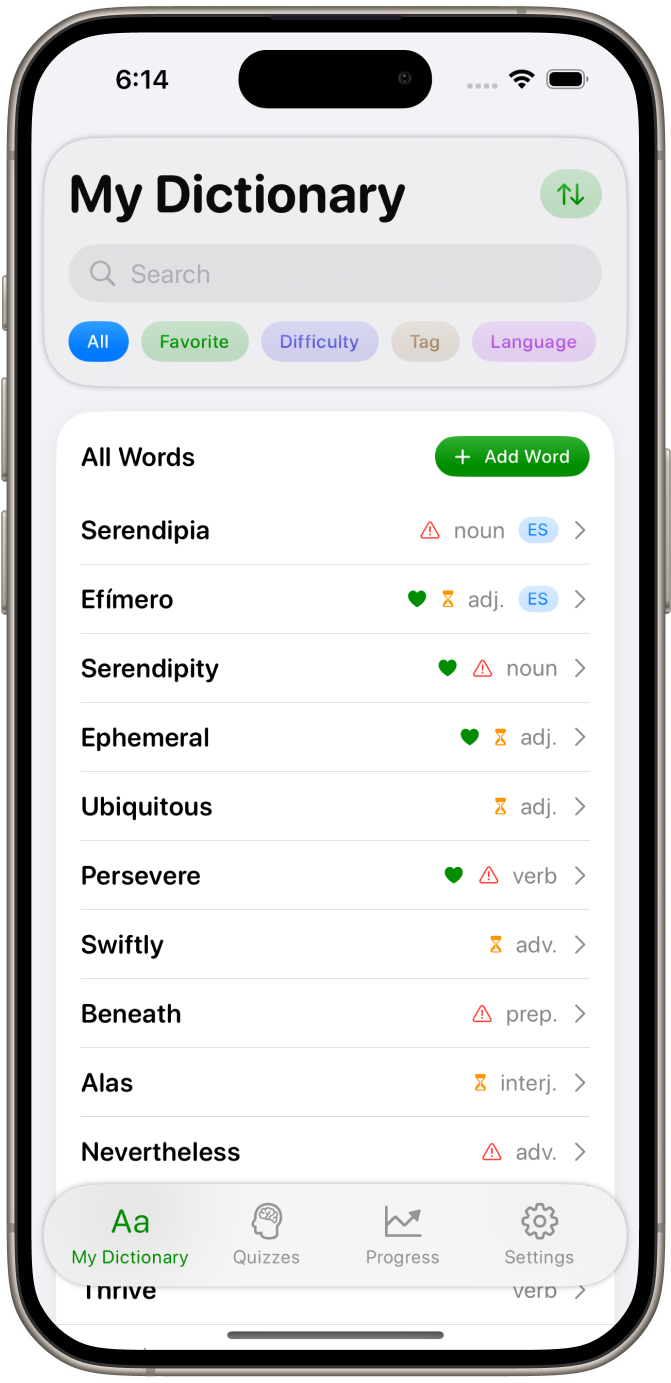 6:14
My Dictionary
Search
All Favorite Difficulty Tag Language
All Words + Add Word
Serendipia noun ES
Efímero adj. ES
Serendipity noun
Ephemeral adj.
Ubiquitous adj.
Persevere verb
Swiftly adv.
Beneath prep.
Alas interj.
Nevertheless adv.
Aa
My Dictionary Quizzes Progress Settings
Thrive verb